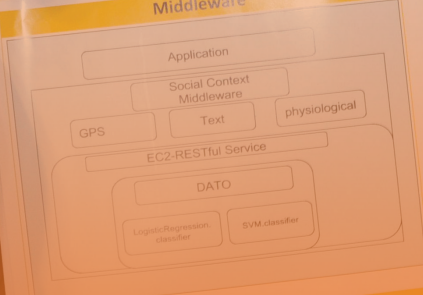 Middleware
Application
Social Context
Middleware
GPS
Text
physiological
EC2-RESTful Service
DATO
LogisticRegression.
classifier
SVM.classifier